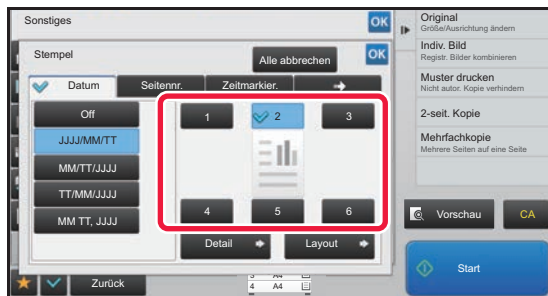 Sonstiges
OK
Stempel
Alle abbrechen
OK
Datum
Seitennr.
Zeitmarkier.
Off
JJJJ/MM/TT
MM/TT/JJJJ
TT/MM/JJJJ
MM TT, JJJJ
1
2
3
4
5
6
Detail
Layout
Zurück
A4
4 A4
Original
Größe/Ausrichtung ändern
Indiv. Bild
Registr. Bilder kombinieren
Muster drucken
Nicht autor. Kopie verhindern
2-seit. Kopie
Mehrfachkopie
Mehrere Seiten auf eine Seite
Vorschau
CA
Start